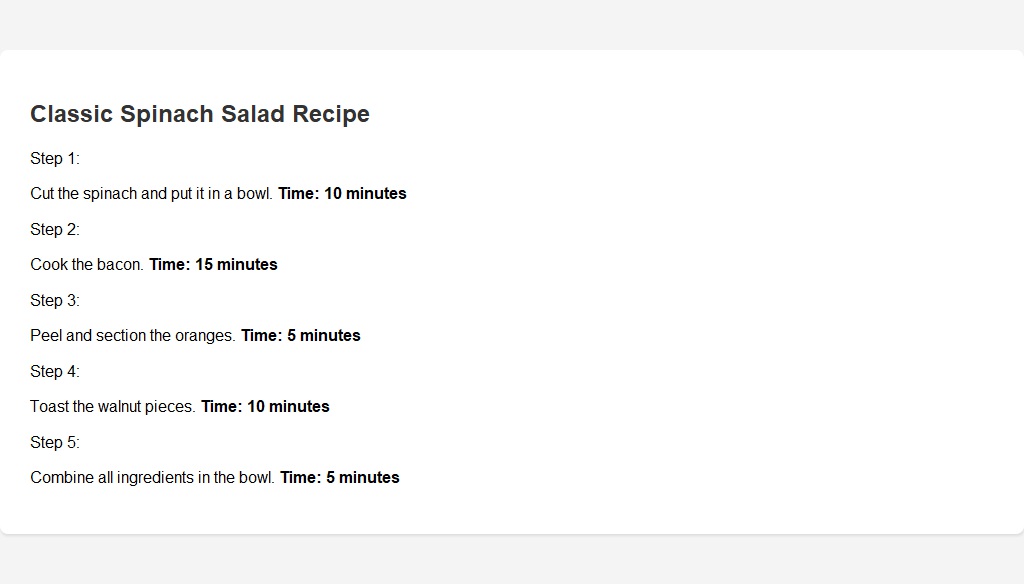 Classic Spinach Salad Recipe
Step 1:
Cut the spinach and put it in a bowl. Time: 10 minutes
Step 2:
Cook the bacon. Time: 15 minutes
Step 3:
Peel and section the oranges. Time: 5 minutes
Step 4:
Toast the walnut pieces. Time: 10 minutes
Step 5:
Combine all ingredients in the bowl. Time: 5 minutes